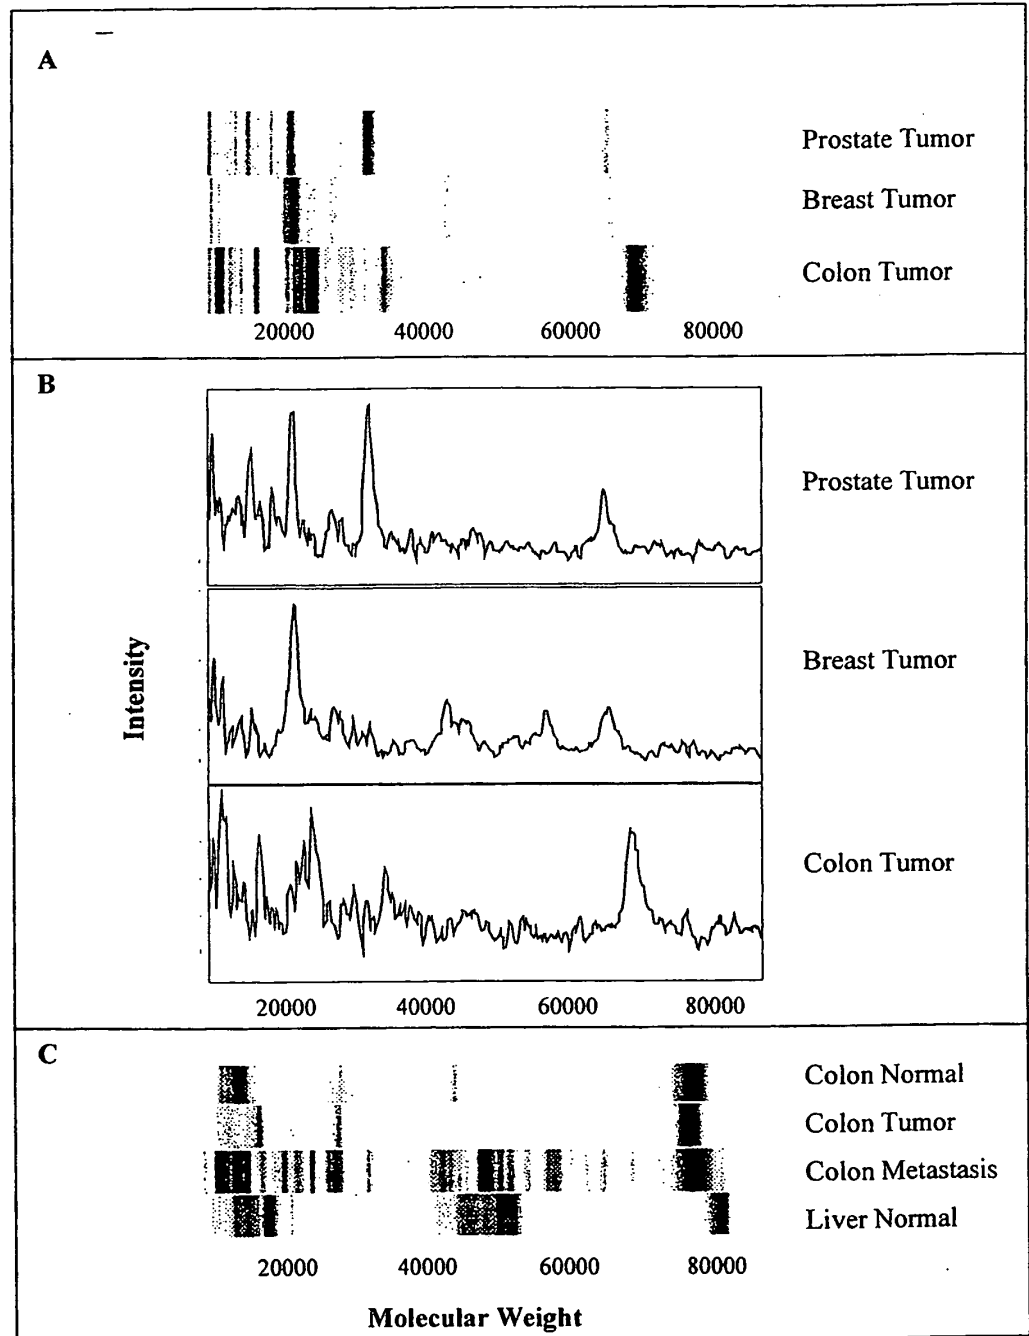 A
Prostate Tumor
Breast Tumor
Colon Tumor
20000 40000 60000 80000
B
Prostate Tumor
Breast Tumor
Colon Tumor
Intensity
20000 40000 60000 80000
C
Colon Normal
Colon Tumor
Colon Metastasis
Liver Normal
20000 40000 60000 80000
Molecular Weight